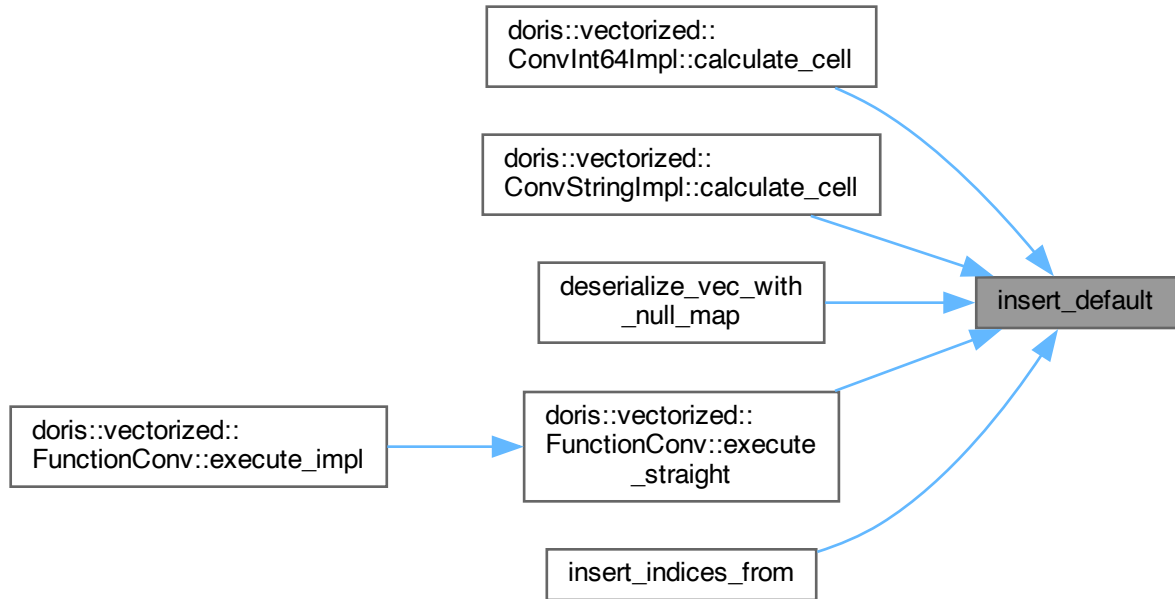 doris::vectorized::
ConvInt64Impl::calculate_cell
doris::vectorized::
ConvStringImpl::calculate_cell
deserialize_vec_with
_null_map
insert_default
doris::vectorized::
FunctionConv::execute_impl
doris::vectorized::
FunctionConv::execute
_straight
insert_indices_from